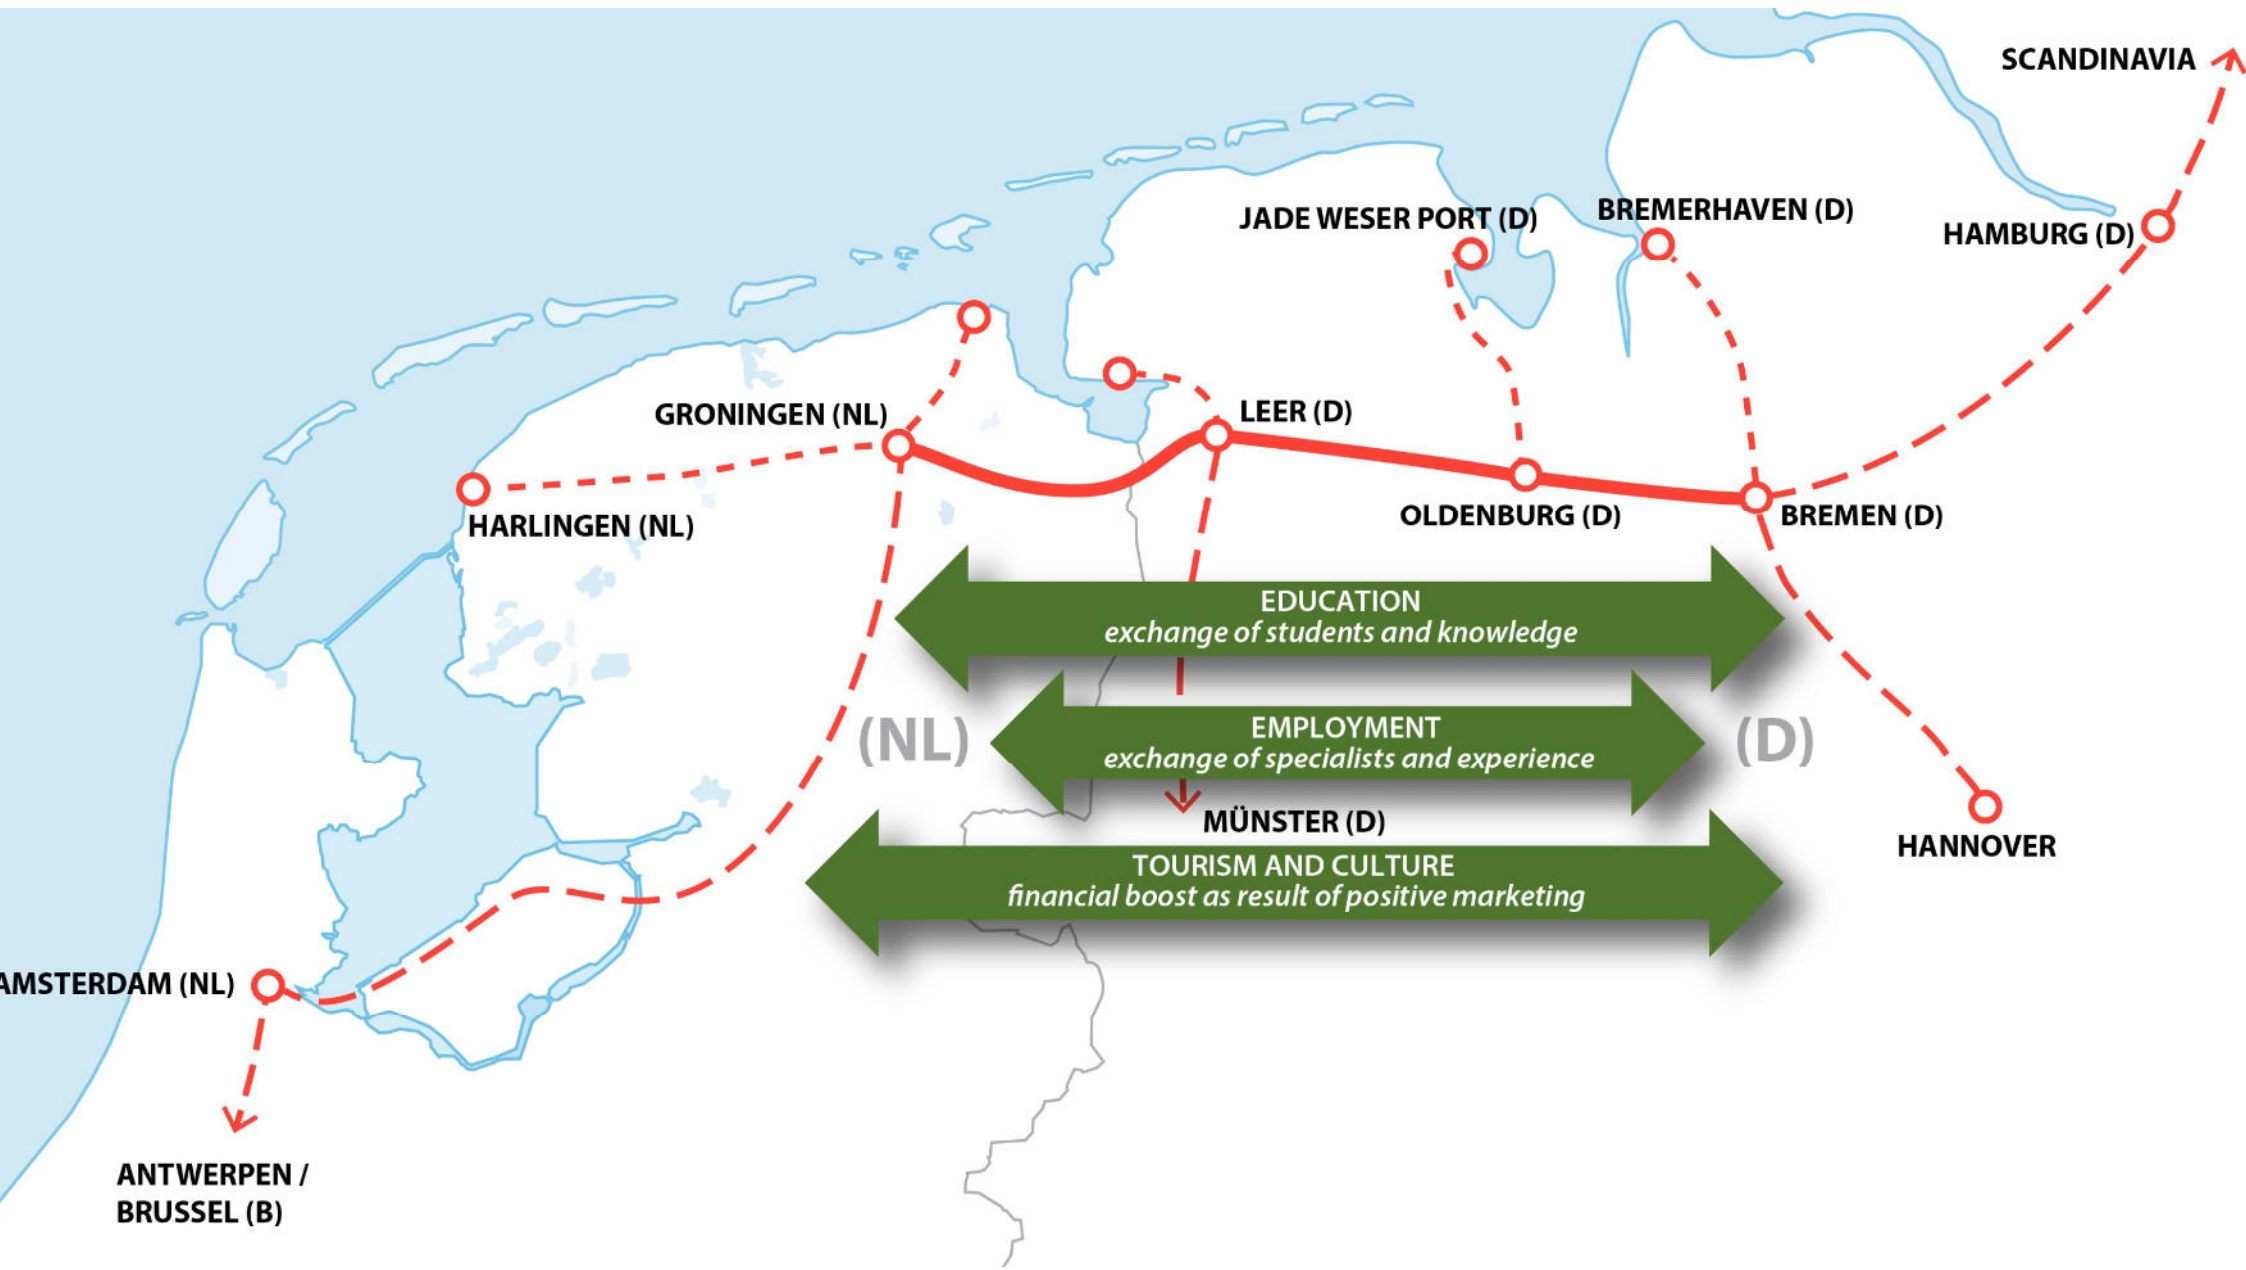 SCANDINAVIA
JADE WESER PORT (D)
BREMERHAVEN (D)
HAMBURG (D)
GRONINGEN (NL)
LEER (D)
HARLINGEN (NL)
OLDENBURG (D)
BREMEN (D)
EDUCATION
exchange of students and knowledge
(NL)
EMPLOYMENT
exchange of specialists and experience
(D)
MÜNSTER (D)
HANNOVER
TOURISM AND CULTURE
financial boost as result of positive marketing
AMSTERDAM (NL)
ANTWERPEN /
BRUSSEL (B)